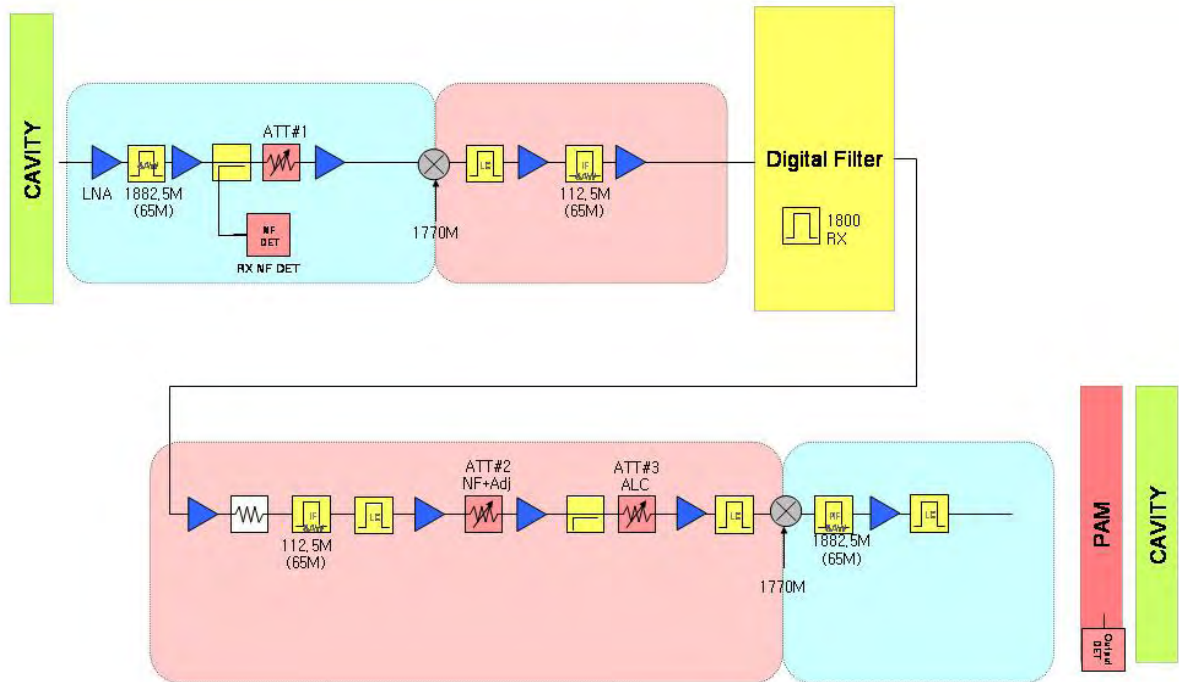 CAVITY
ATT#1
LNA
1882.5M
(65M)
NF
DET
RX NF DET
1770M
LC
IF
112.5M
(65M)
Digital Filter
1800
RX
ATT#2
NF+Adj
ATT#3
ALC
IF
112.5M
(65M)
LC
LC
1770M
RF
1882.5M
(65M)
LC
PAM
Output
DET
CAVITY